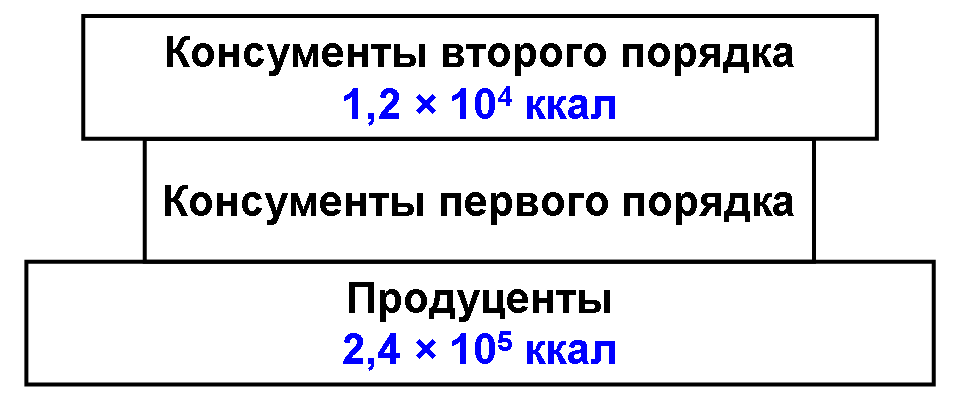 Консументы второго порядка
1,2 × 10⁴ ккал
Консументы первого порядка
Продуценты
2,4 × 10⁵ ккал